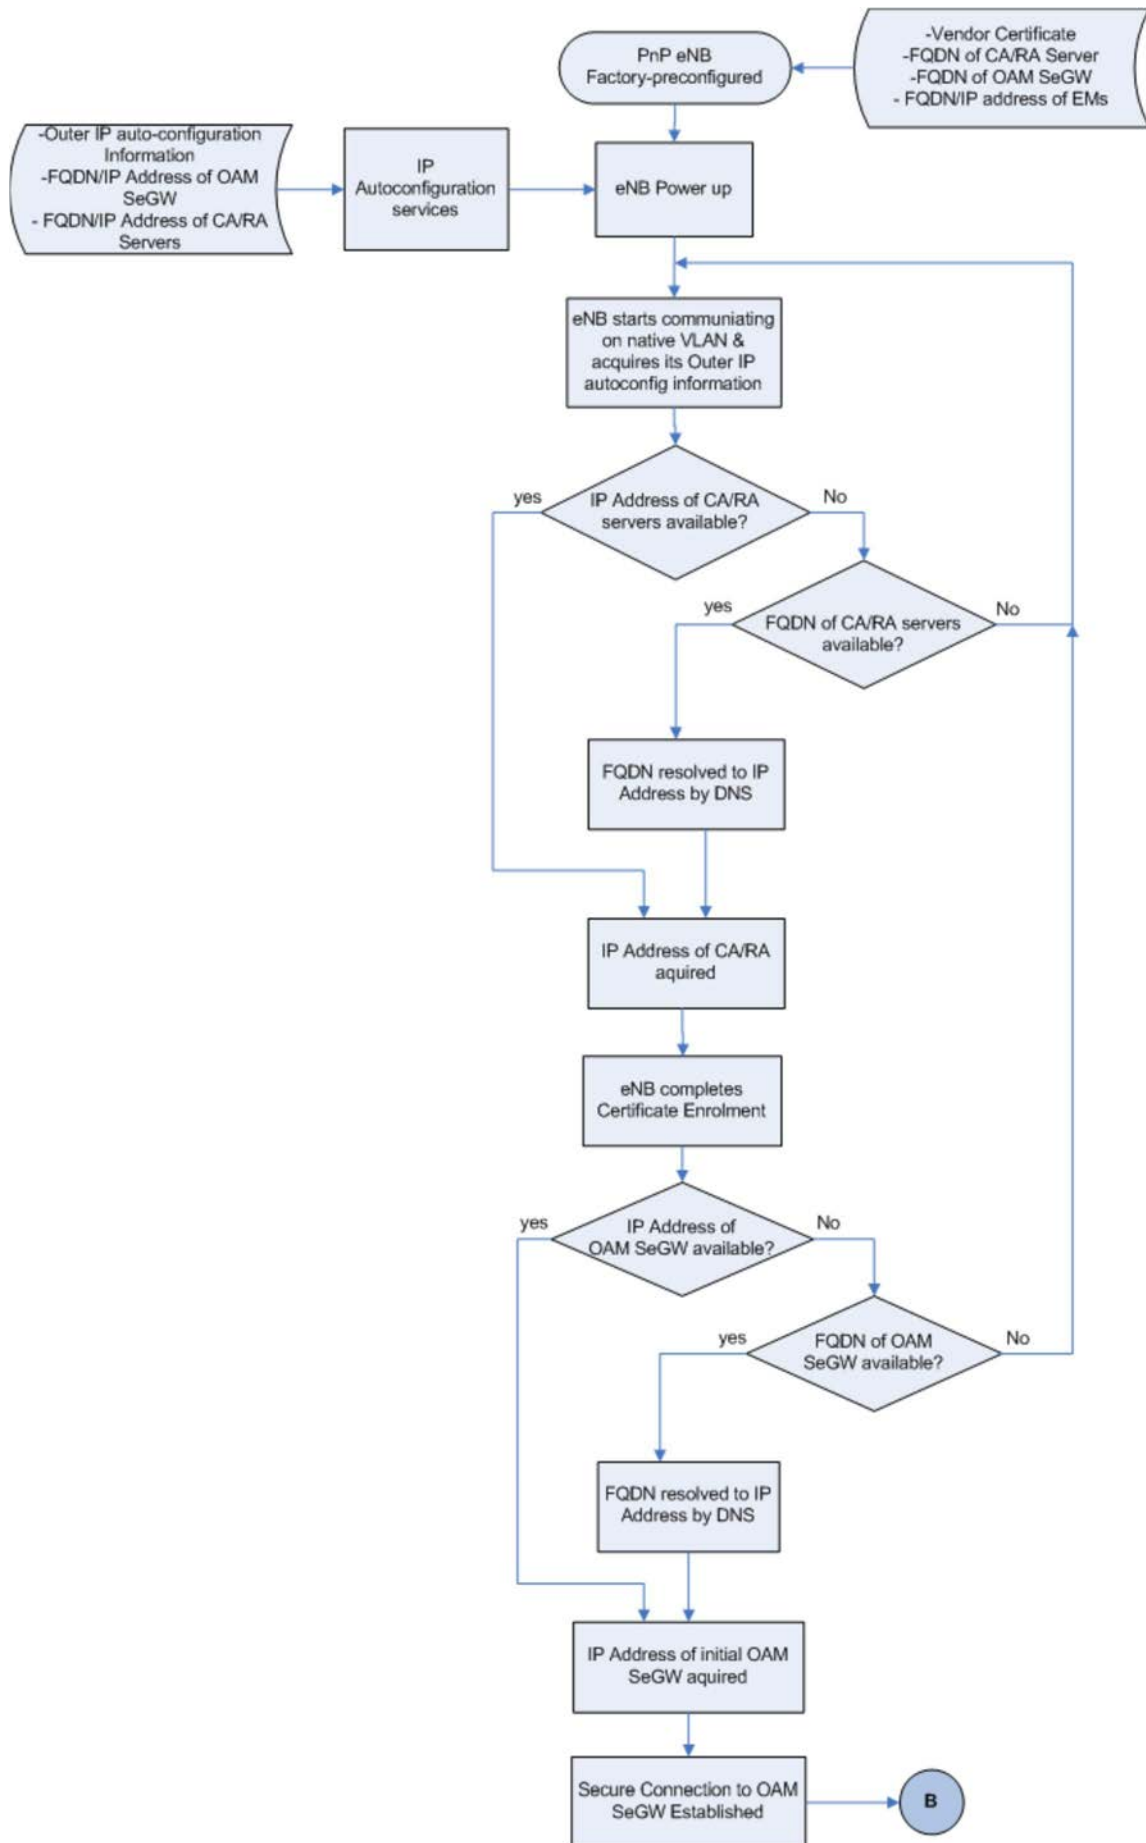 -Vendor Certificate
-FQDN of CA/RA Server
-FQDN of OAM SeGW
- FQDN/IP address of EMs
PnP eNB
Factory-preconfigured
-Outer IP auto-configuration
Information
-FQDN/IP Address of OAM
SeGW
- FQDN/IP Address of CA/RA
Servers
IP
Autoconfiguration
services
eNB Power up
eNB starts communiating
on native VLAN &
acquires its Outer IP
autoconfig information
yes
IP Address of CA/RA
servers available?
No
yes
FQDN of CA/RA servers
available?
No
FQDN resolved to IP
Address by DNS
IP Address of CA/RA
aquired
eNB completes
Certificate Enrolment
yes
IP Address of
OAM SeGW available?
No
yes
FQDN of OAM
SeGW available?
No
FQDN resolved to IP
Address by DNS
IP Address of initial OAM
SeGW aquired
Secure Connection to OAM
SeGW Established
B